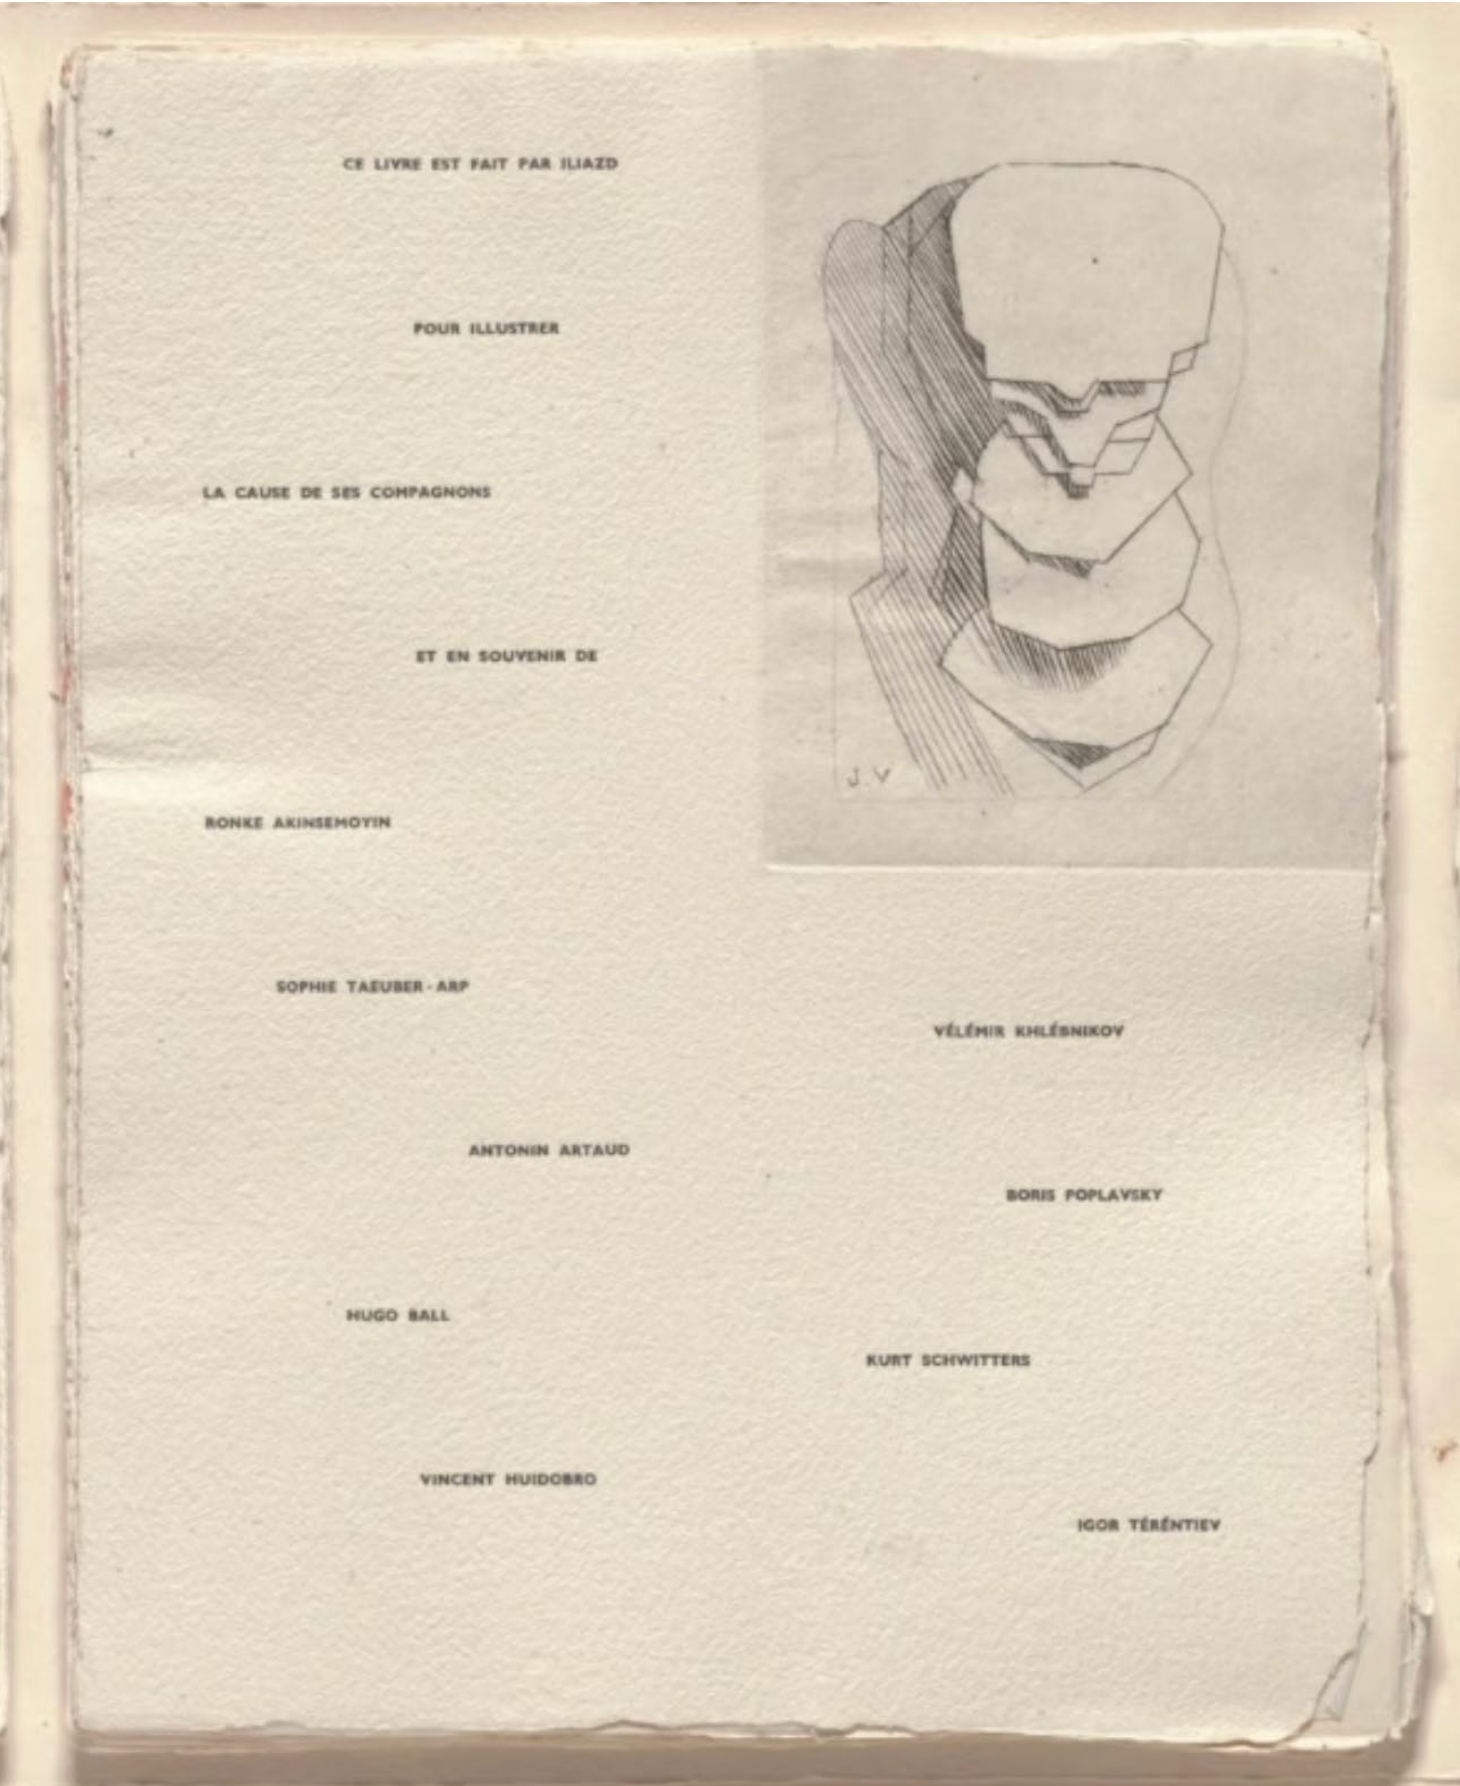 CE LIVRE EST FAIT PAR ILIAZD
POUR ILLUSTRER
LA CAUSE DE SES COMPAGNONS
ET EN SOUVENIR DE
RONKE AKINSEMOYIN
SOPHIE TAEUBER-ARP
ANTONIN ARTAUD
HUGO BALL
VINCENT HUIDOBRO
J.V
VÉLÉMIR KHLÉBNIKOV
BORIS POPLAVSKY
KURT SCHWITTERS
IGOR TÉRÉNTIEV